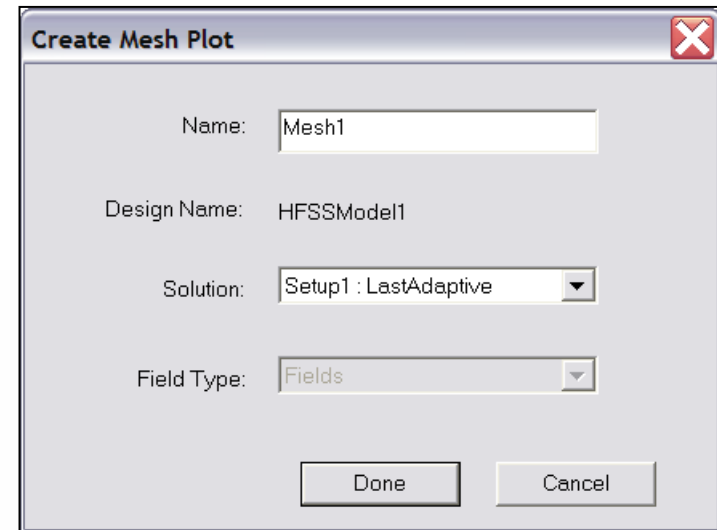 Create Mesh Plot
Name: Mesh1
Design Name: HFSSModel1
Solution: Setup1 : LastAdaptive
Field Type: Fields
Done Cancel